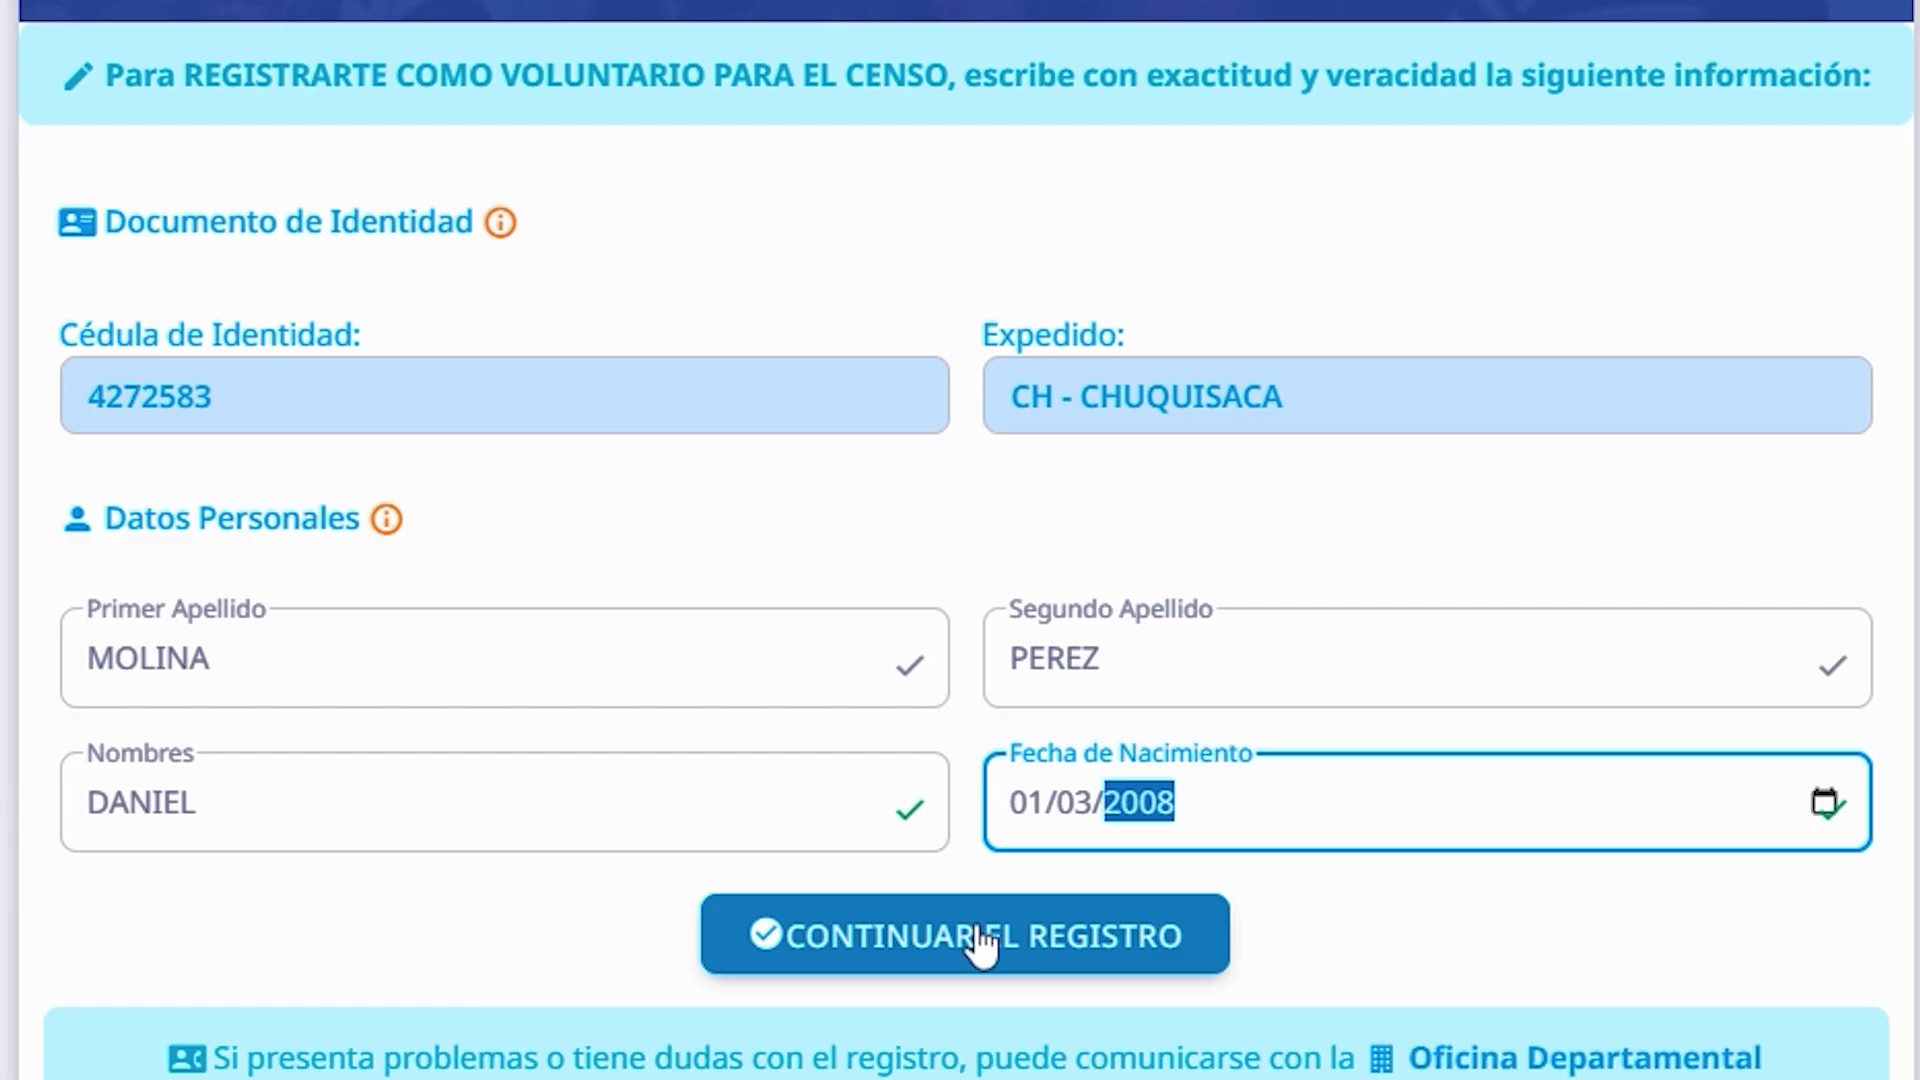 Para REGISTRARTE COMO VOLUNTARIO PARA EL CENSO, escribe con exactitud y veracidad la siguiente información:
Documento de Identidad
Cédula de Identidad: Expedido:
4272583 CH - CHUQUISACA
Datos Personales
Primer Apellido Segundo Apellido
MOLINA PEREZ
Nombres Fecha de Nacimiento
DANIEL 01/03/2008
CONTINUAR EL REGISTRO
Si presenta problemas o tiene dudas con el registro, puede comunicarse con la Oficina Departamental